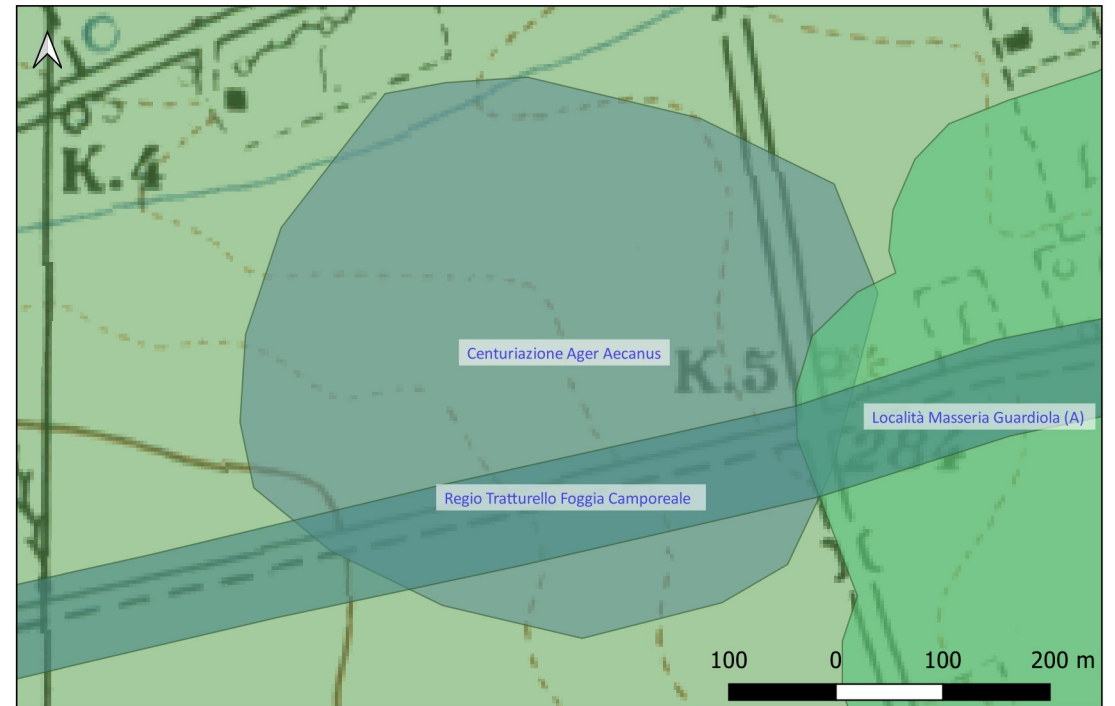 K.4
Centuriazione Ager Aecanus
K.5
Località Masseria Guardiola (A)
284
Regio Tratturello Foggia Camporeale
100 0 100 200 m